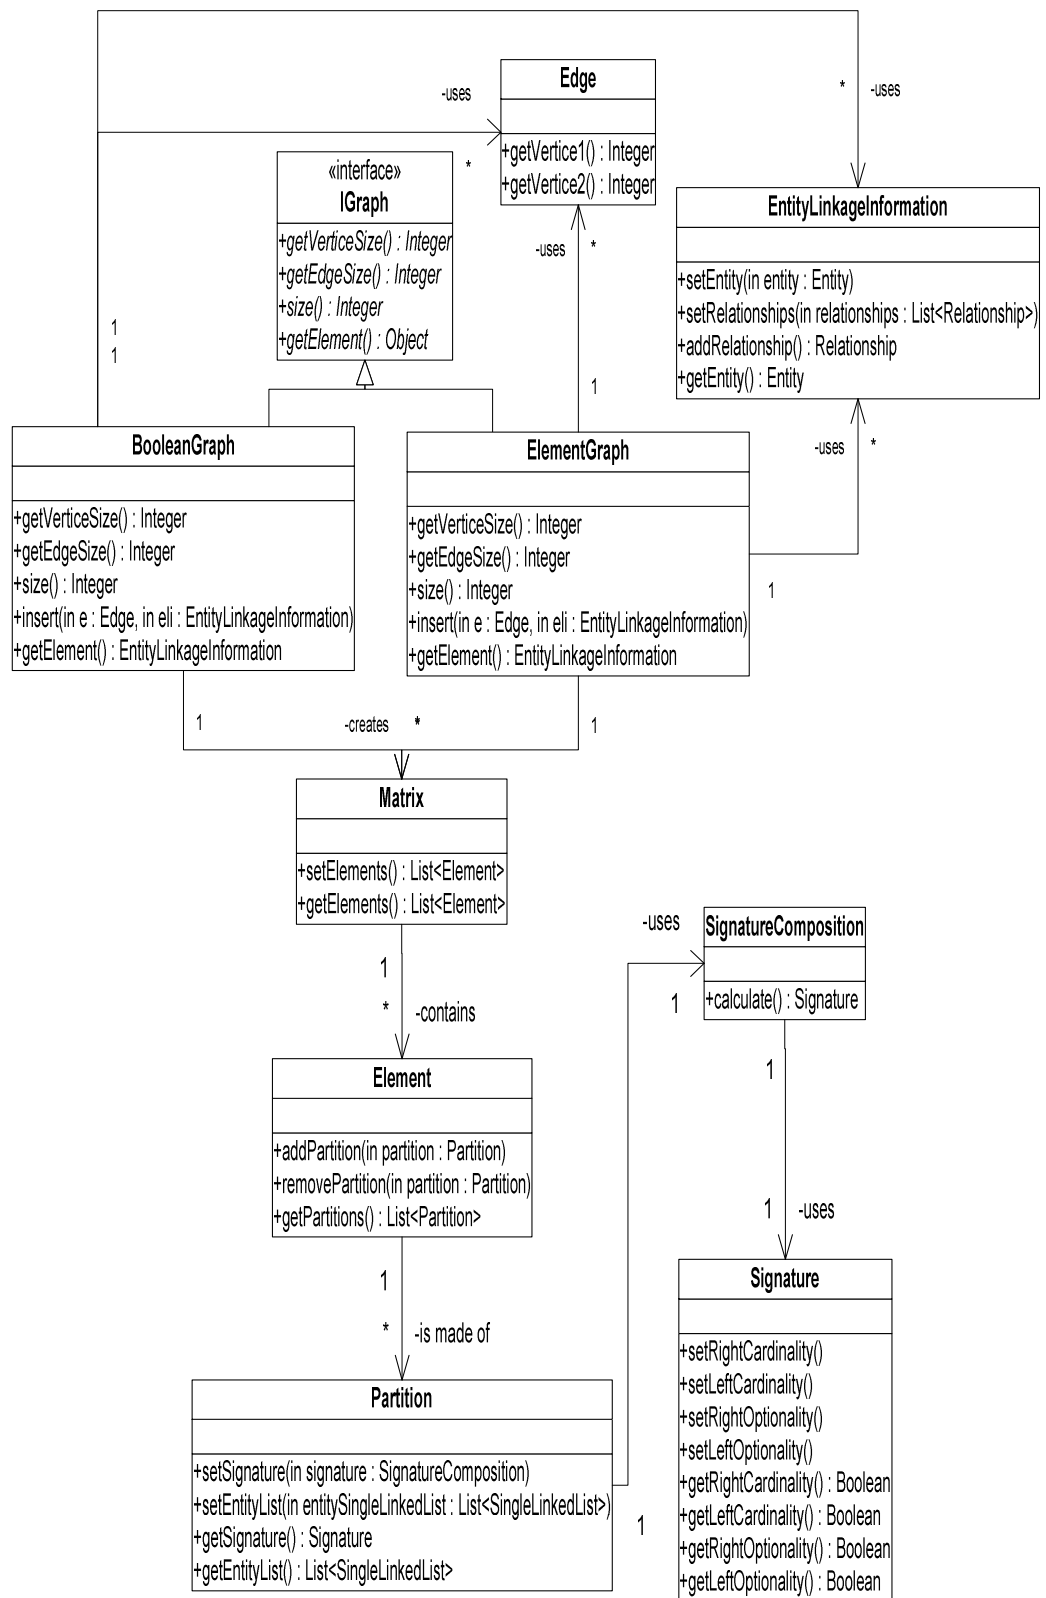 -uses
*
-uses
Edge
+getVertice1() : Integer
+getVertice2() : Integer
*
«interface»
IGraph
+getVerticeSize() : Integer
+getEdgeSize() : Integer
+size() : Integer
+getElement() : Object
-uses
*
EntityLinkageInformation
+setEntity(in entity : Entity)
+setRelationships(in relationships : List<Relationship>)
+addRelationship() : Relationship
+getEntity() : Entity
1
1
1
-uses
*
BooleanGraph
+getVerticeSize() : Integer
+getEdgeSize() : Integer
+size() : Integer
+insert(in e : Edge, in eli : EntityLinkageInformation)
+getElement() : EntityLinkageInformation
ElementGraph
+getVerticeSize() : Integer
+getEdgeSize() : Integer
+size() : Integer
+insert(in e : Edge, in eli : EntityLinkageInformation)
+getElement() : EntityLinkageInformation
1
1
-creates
*
1
Matrix
+setElements() : List<Element>
+getElements() : List<Element>
1
*
-contains
Element
+addPartition(in partition : Partition)
+removePartition(in partition : Partition)
+getPartitions() : List<Partition>
1
*
-is made of
Partition
+setSignature(in signature : SignatureComposition)
+setEntityList(in entitySingleLinkedList : List<SingleLinkedList>)
+getSignature() : Signature
+getEntityList() : List<SingleLinkedList>
1
-uses
1
SignatureComposition
+calculate() : Signature
1
1
-uses
Signature
+setRightCardinality()
+setLeftCardinality()
+setRightOptionality()
+setLeftOptionality()
+getRightCardinality() : Boolean
+getLeftCardinality() : Boolean
+getRightOptionality() : Boolean
+getLeftOptionality() : Boolean